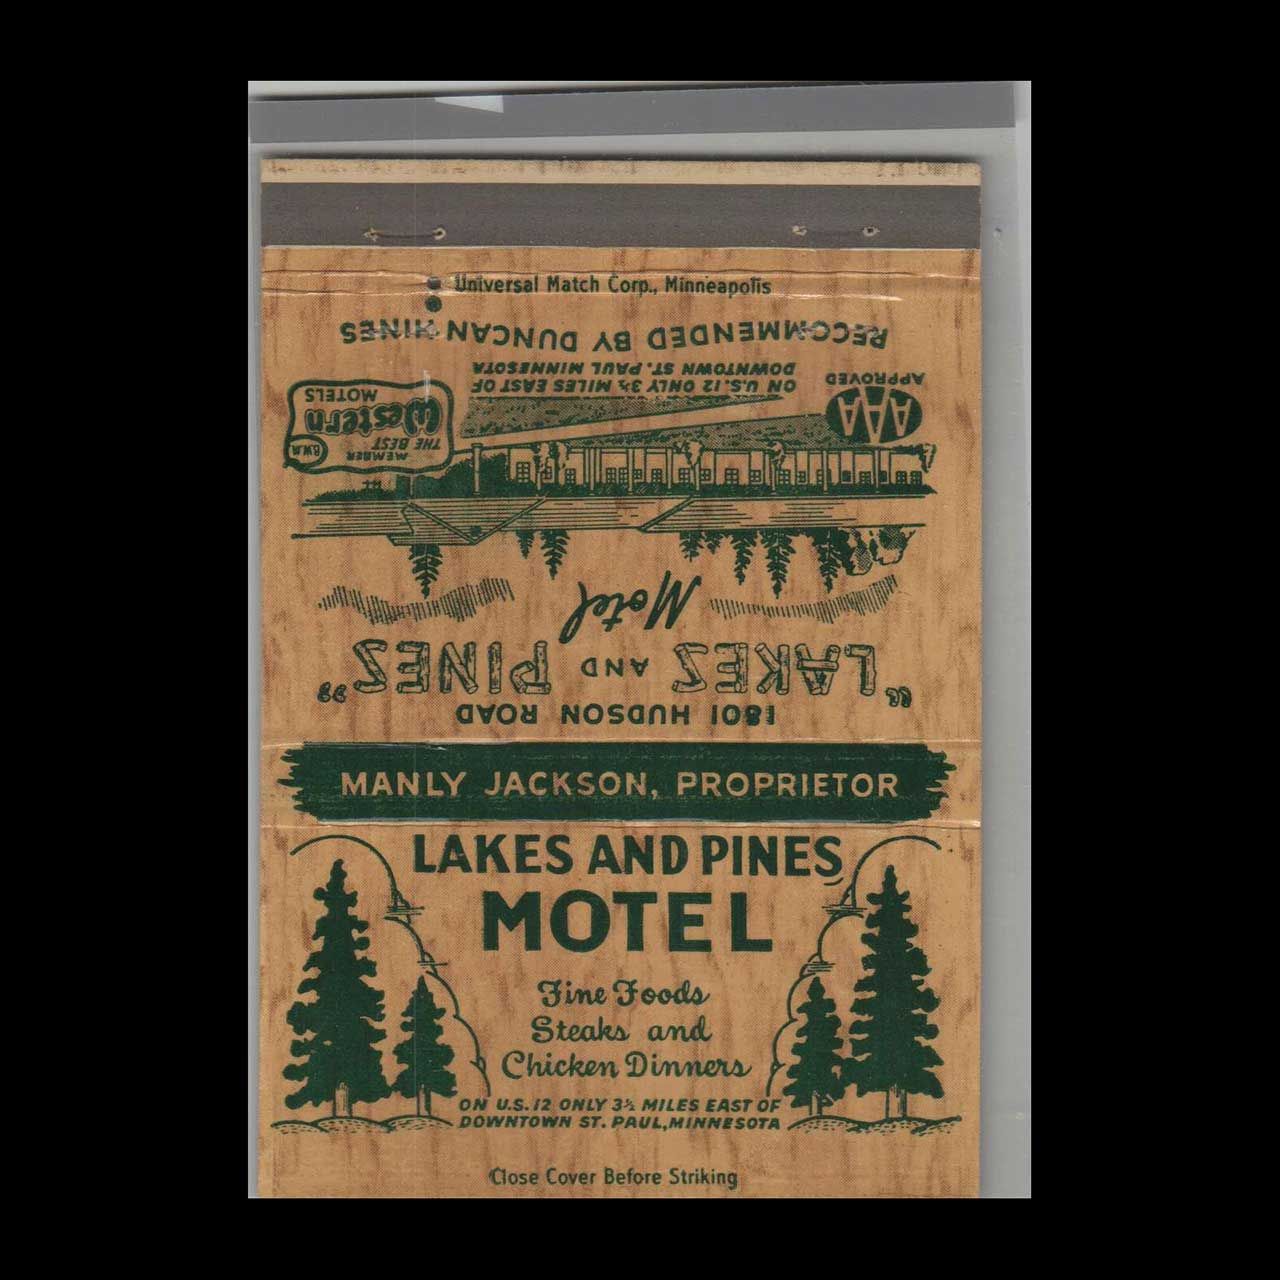 Universal Match Corp., Minneapolis
RECOMMENDED BY DUNCAN HINES
ON U.S. 12 ONLY 3½ MILES EAST OF
DOWNTOWN ST. PAUL MINNESOTA
AAA
APPROVED
MEMBER
THE BEST
Western
MOTELS
B.W.M.
Motel
"LAKES AND PINES"
1801 HUDSON ROAD
MANLY JACKSON, PROPRIETOR
LAKES AND PINES
MOTEL
Fine Foods
Steaks and
Chicken Dinners
ON U.S. 12 ONLY 3½ MILES EAST OF
DOWNTOWN ST. PAUL, MINNESOTA
Close Cover Before Striking